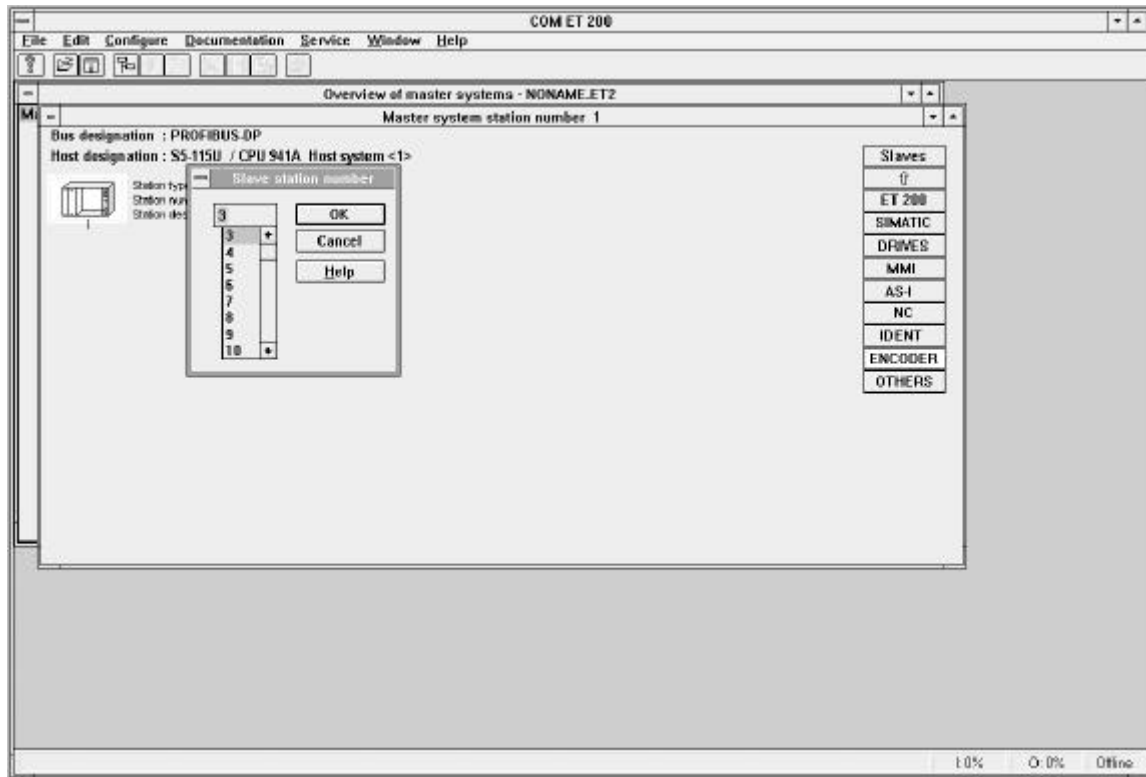 COM ET 200
File Edit Configure Documentation Service Window Help
Overview of master systems - NONAME.ET2
Master system station number 1
Bus designation : PROFIBUS-DP
Host designation : S5-115U / CPU 941A Host system <1>
Station type
Station num
Station des
1
Slave station number
3
3
4
5
6
7
8
9
10
OK
Cancel
Help
Slaves
⇧
ET 200
SIMATIC
DRIVES
MMI
AS-I
NC
IDENT
ENCODER
OTHERS
I:0% O:0% Offline